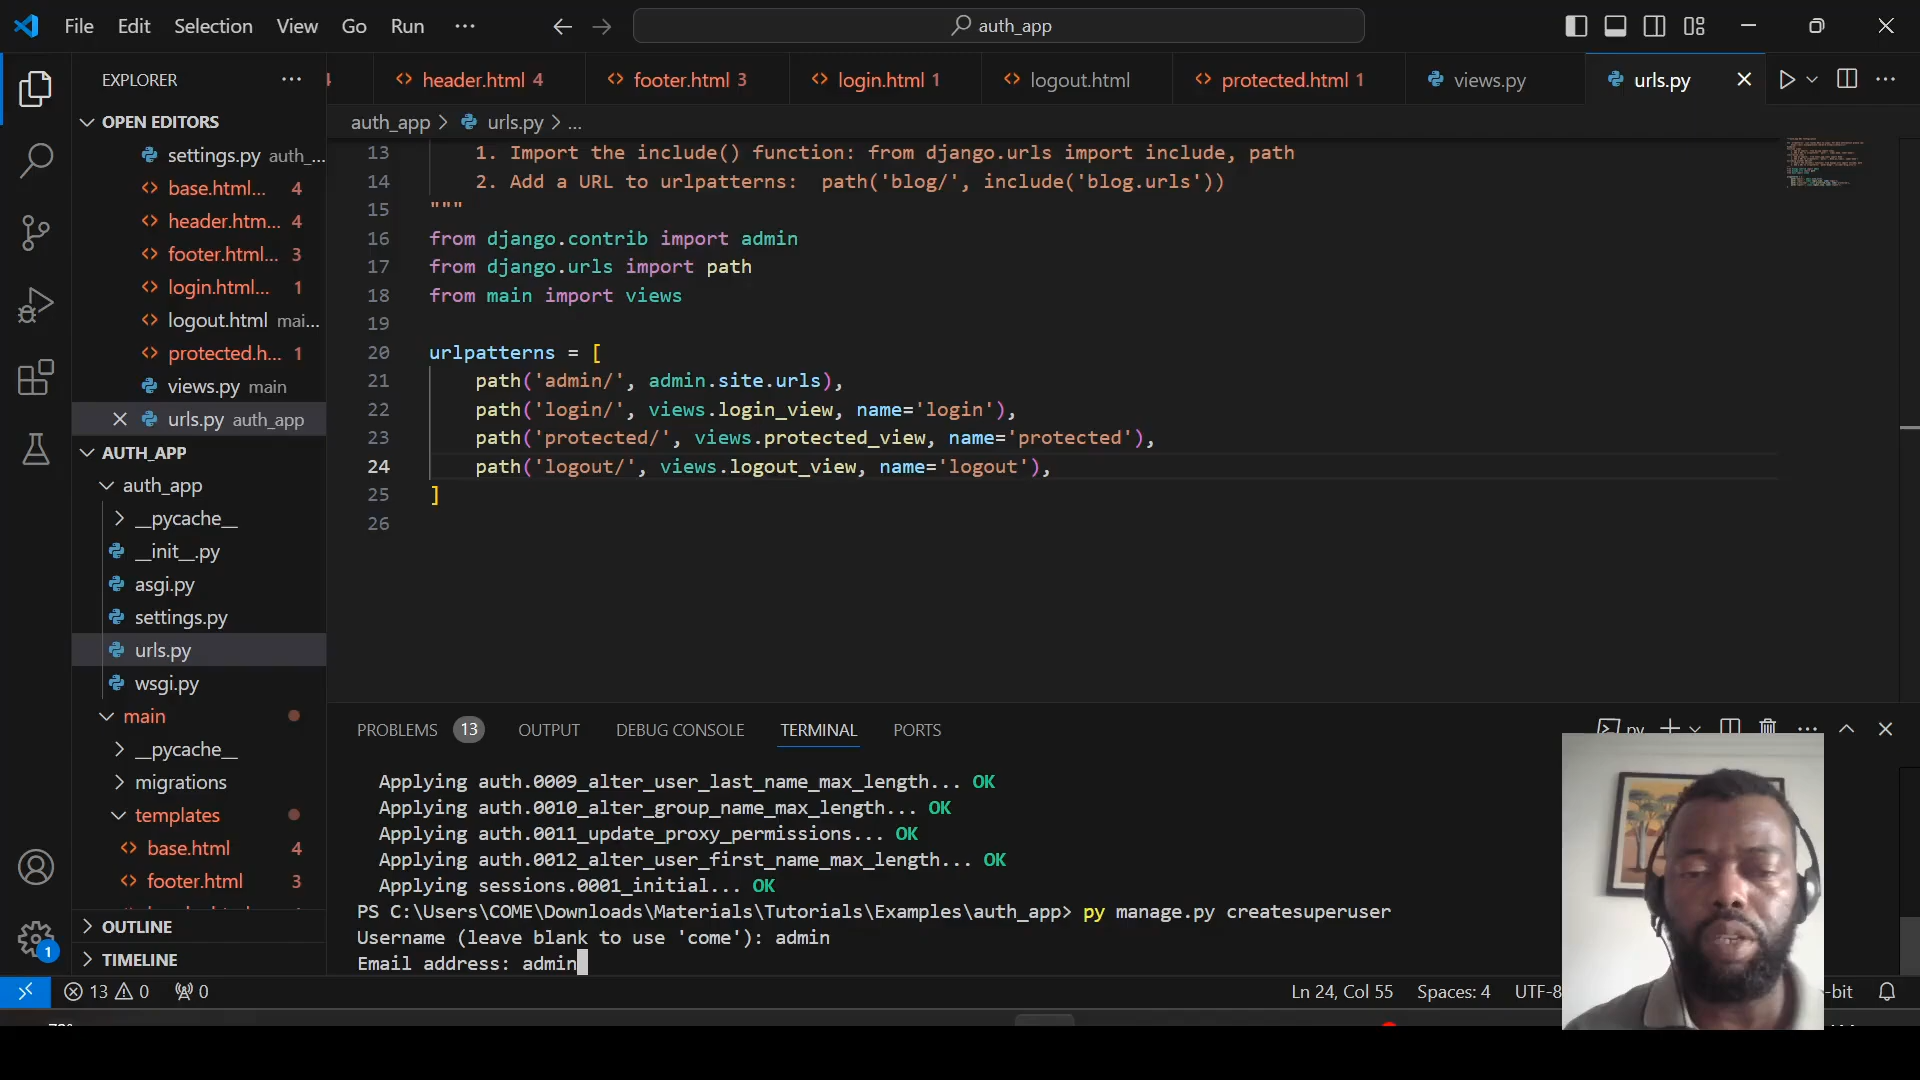 File Edit Selection View Go Run ...
auth_app
EXPLORER
OPEN EDITORS
settings.py auth_...
base.html... 4
header.htm... 4
footer.html... 3
login.html... 1
logout.html mai...
protected.h... 1
views.py main
urls.py auth_app
AUTH_APP
auth_app
__pycache__
__init__.py
asgi.py
settings.py
urls.py
wsgi.py
main
__pycache__
migrations
templates
base.html 4
footer.html 3
OUTLINE
TIMELINE
4 header.html 4 footer.html 3 login.html 1 logout.html protected.html 1 views.py urls.py
auth_app > urls.py > ...
13 1. Import the include() function: from django.urls import include, path
14 2. Add a URL to urlpatterns:  path('blog/', include('blog.urls'))
15 """
16 from django.contrib import admin
17 from django.urls import path
18 from main import views
19
20 urlpatterns = [
21 path('admin/', admin.site.urls),
22 path('login/', views.login_view, name='login'),
23 path('protected/', views.protected_view, name='protected'),
24 path('logout/', views.logout_view, name='logout'),
25 ]
26
PROBLEMS 13 OUTPUT DEBUG CONSOLE TERMINAL PORTS
py
Applying auth.0009_alter_user_last_name_max_length... OK
Applying auth.0010_alter_group_name_max_length... OK
Applying auth.0011_update_proxy_permissions... OK
Applying auth.0012_alter_user_first_name_max_length... OK
Applying sessions.0001_initial... OK
PS C:\Users\COME\Downloads\Materials\Tutorials\Examples\auth_app> py manage.py createsuperuser
Username (leave blank to use 'come'): admin
Email address: admin
1
13 0 0
Ln 24, Col 55 Spaces: 4 UTF-8 -bit